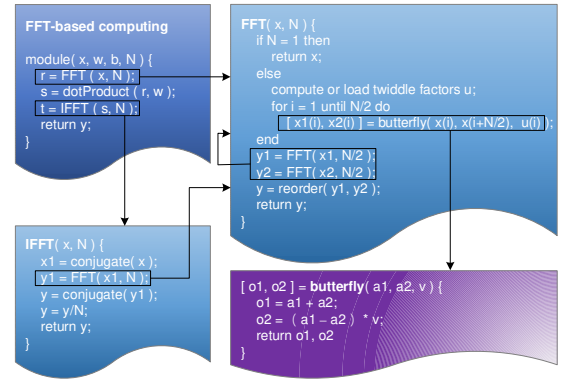 FFT-based computing
module( x, w, b, N ) {
r = FFT ( x, N );
s = dotProduct ( r, w );
t = IFFT ( s, N );
return y;
}
FFT( x, N ) {
if N = 1 then
return x;
else
compute or load twiddle factors u;
for i = 1 until N/2 do
[ x1(i), x2(i) ] = butterfly( x(i), x(i+N/2), u(i) );
end
y1 = FFT( x1, N/2 );
y2 = FFT( x2, N/2 );
y = reorder( y1, y2 );
return y;
}
IFFT( x, N ) {
x1 = conjugate( x );
y1 = FFT( x1, N );
y = conjugate( y1 );
y = y/N;
return y;
}
[ o1, o2 ] = butterfly( a1, a2, v ) {
o1 = a1 + a2;
o2 = ( a1 – a2 ) * v;
return o1, o2
}